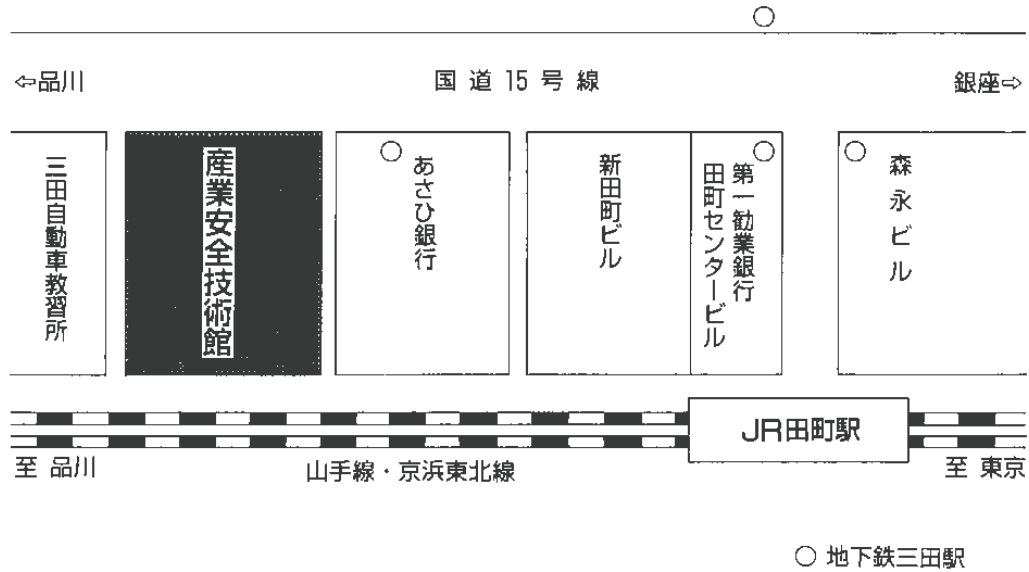 ⇦品川
国道15号線
銀座⇨
三田自動車教習所
産業安全技術館
あさひ銀行
新田町ビル
第一勧業銀行
田町センタービル
森永ビル
JR田町駅
至 品川
山手線・京浜東北線
至 東京
○ 地下鉄三田駅